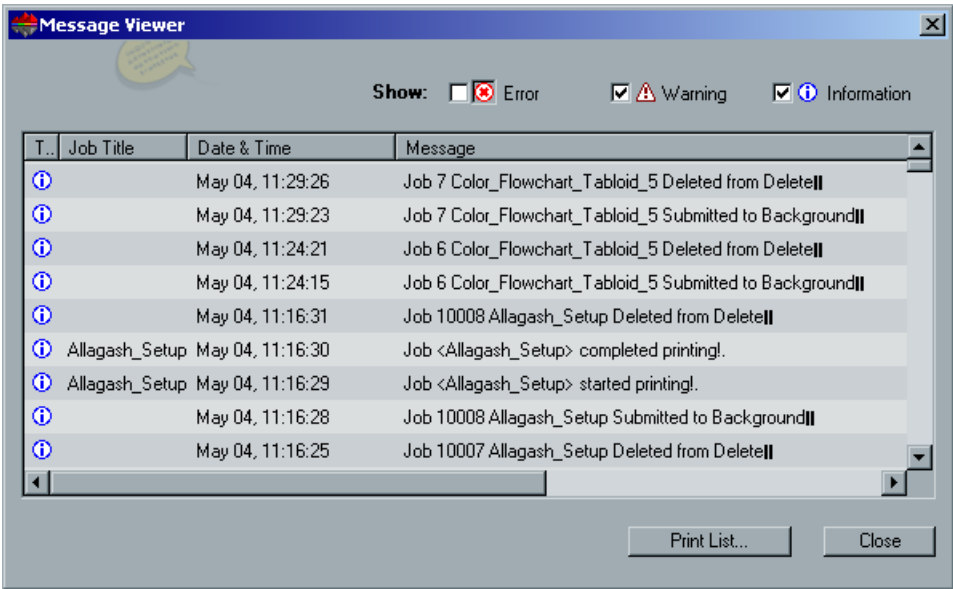 Message Viewer
Show: Error Warning Information
T.. Job Title Date & Time Message
May 04, 11:29:26 Job 7 Color_Flowchart_Tabloid_5 Deleted from Delete||
May 04, 11:29:23 Job 7 Color_Flowchart_Tabloid_5 Submitted to Background||
May 04, 11:24:21 Job 6 Color_Flowchart_Tabloid_5 Deleted from Delete||
May 04, 11:24:15 Job 6 Color_Flowchart_Tabloid_5 Submitted to Background||
May 04, 11:16:31 Job 10008 Allagash_Setup Deleted from Delete||
Allagash_Setup May 04, 11:16:30 Job <Allagash_Setup> completed printing!.
Allagash_Setup May 04, 11:16:29 Job <Allagash_Setup> started printing!.
May 04, 11:16:28 Job 10008 Allagash_Setup Submitted to Background||
May 04, 11:16:25 Job 10007 Allagash_Setup Deleted from Delete||
Print List... Close